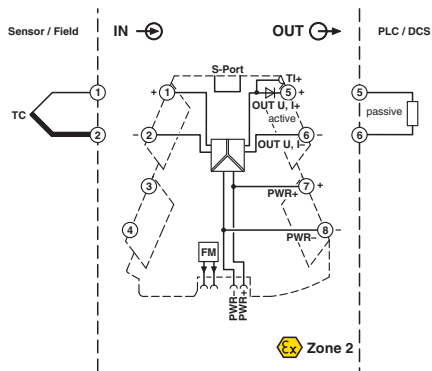 Sensor / Field
IN
OUT
PLC / DCS
S-Port
TI+
TC
1
+ 1
5 +
OUT U, I+
active
5
passive
2
- 2
6 -
OUT U, I-
6
3
7 +
PWR+
4
8 -
PWR-
FM
PWR-
PWR+
Ex Zone 2